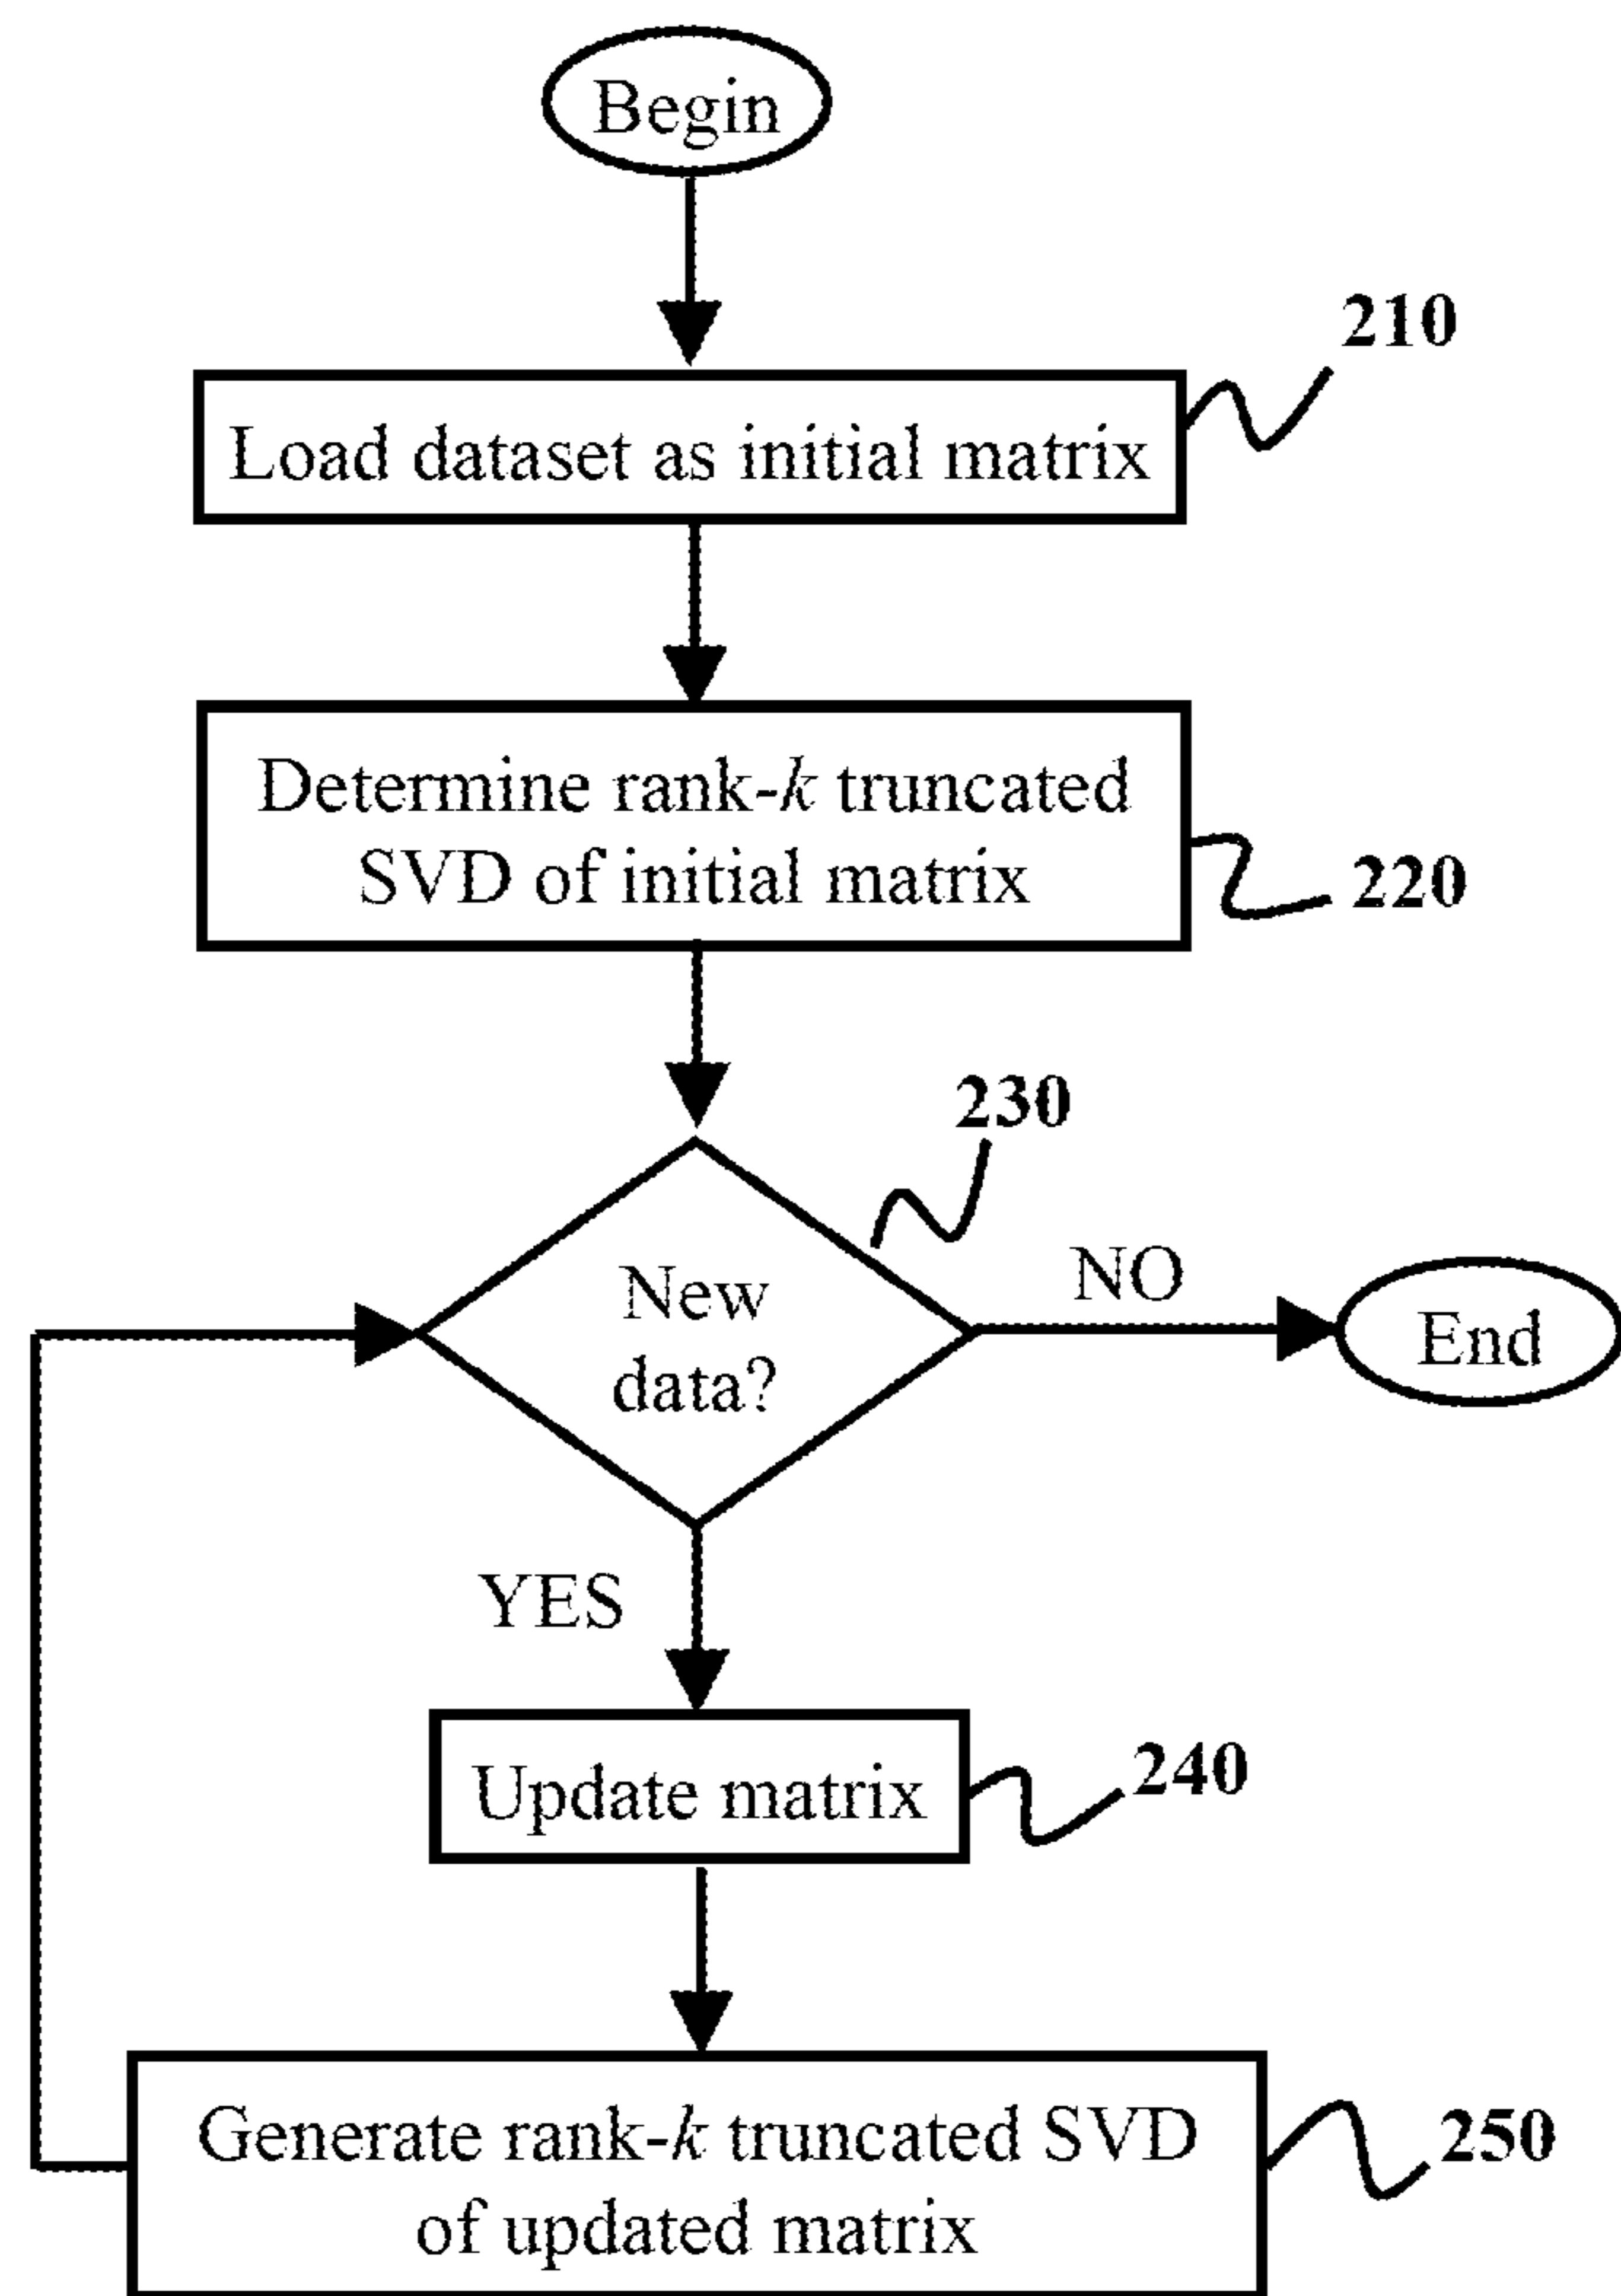 Begin
210
Load dataset as initial matrix
Determine rank-k truncated
SVD of initial matrix
220
230
New
data?
NO
End
YES
Update matrix
240
Generate rank-k truncated SVD
of updated matrix
250